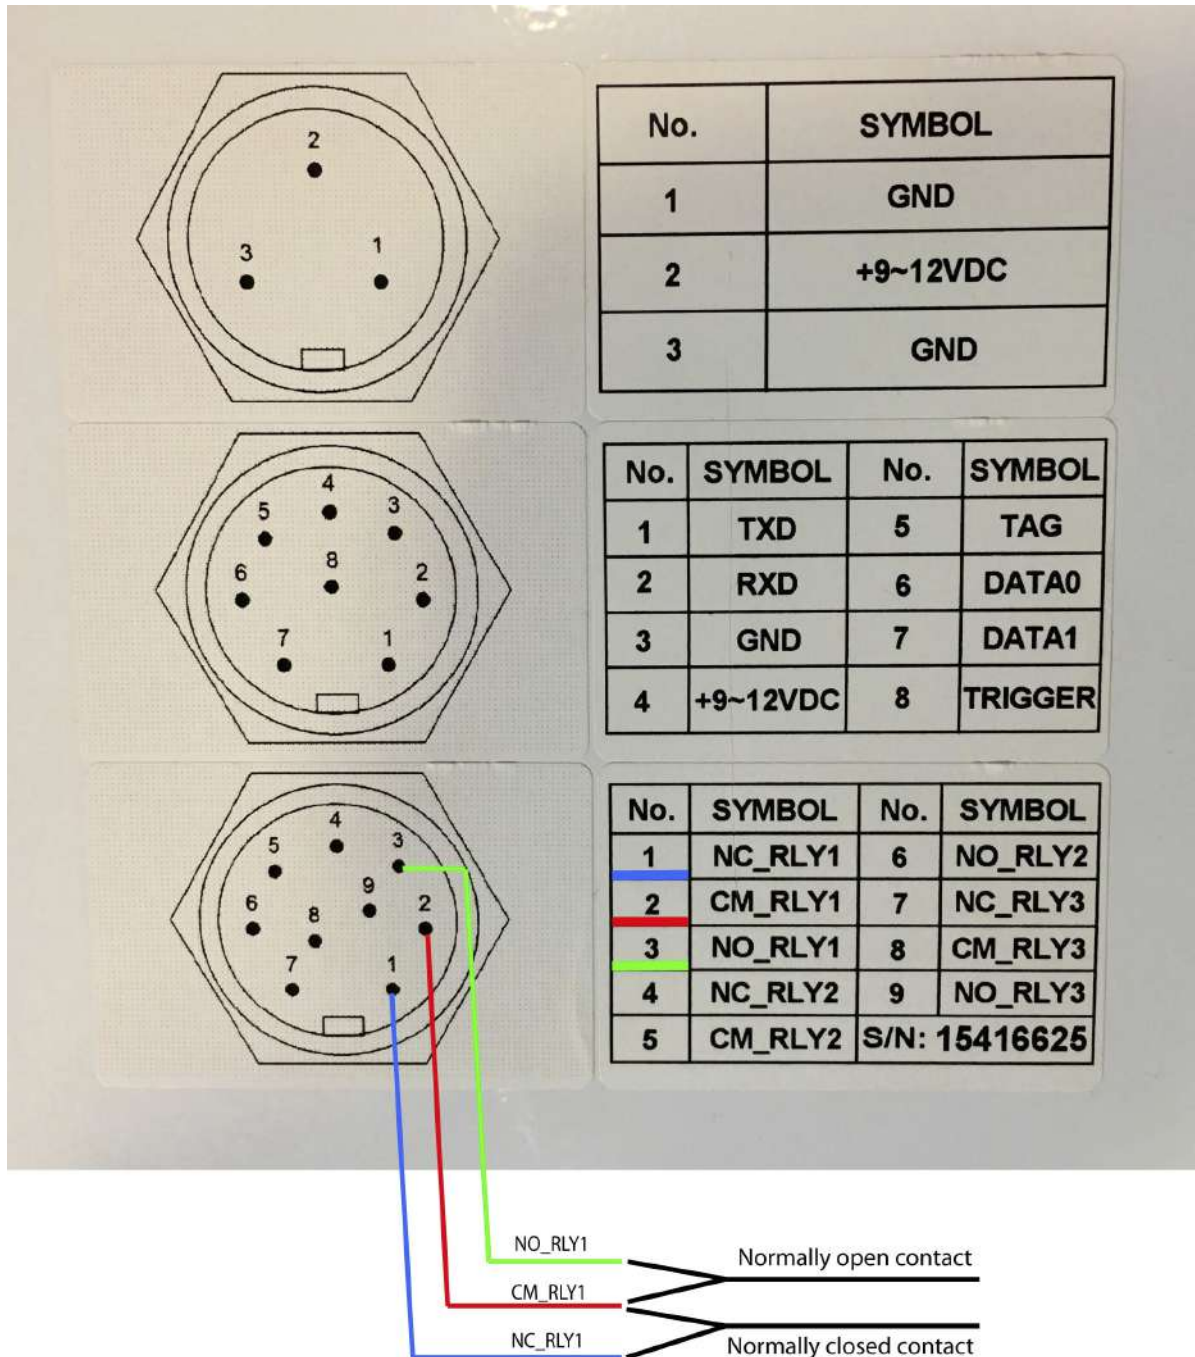 2
3 1
No. SYMBOL
1 GND
2 +9~12VDC
3 GND
4
5 3
8
6 2
7 1
No. SYMBOL No. SYMBOL
1 TXD 5 TAG
2 RXD 6 DATA0
3 GND 7 DATA1
4 +9~12VDC 8 TRIGGER
4
5 3
9
6 8 2
7 1
No. SYMBOL No. SYMBOL
1 NC_RLY1 6 NO_RLY2
2 CM_RLY1 7 NC_RLY3
3 NO_RLY1 8 CM_RLY3
4 NC_RLY2 9 NO_RLY3
5 CM_RLY2 S/N: 15416625
NO_RLY1 Normally open contact
CM_RLY1
NC_RLY1 Normally closed contact